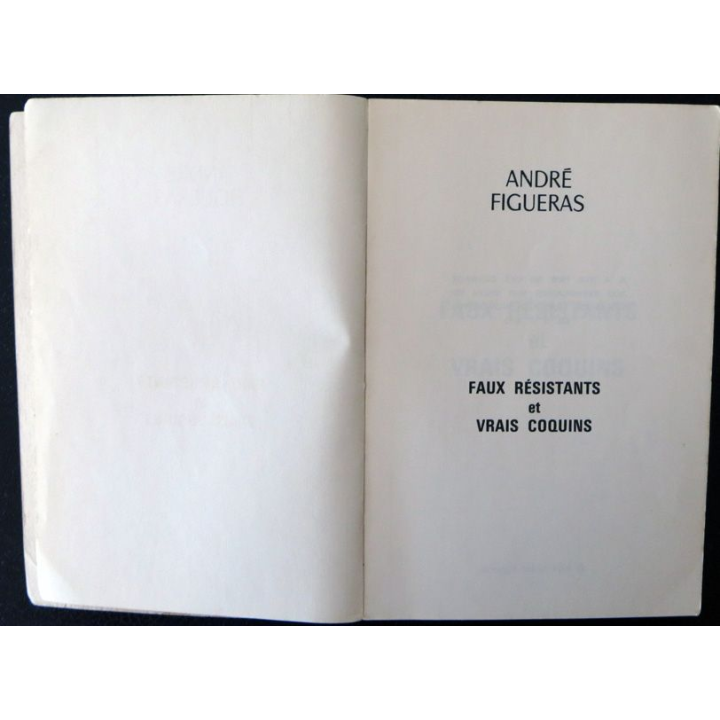 ANDRÉ
FIGUERAS
FAUX RÉSISTANTS
et
VRAIS COQUINS